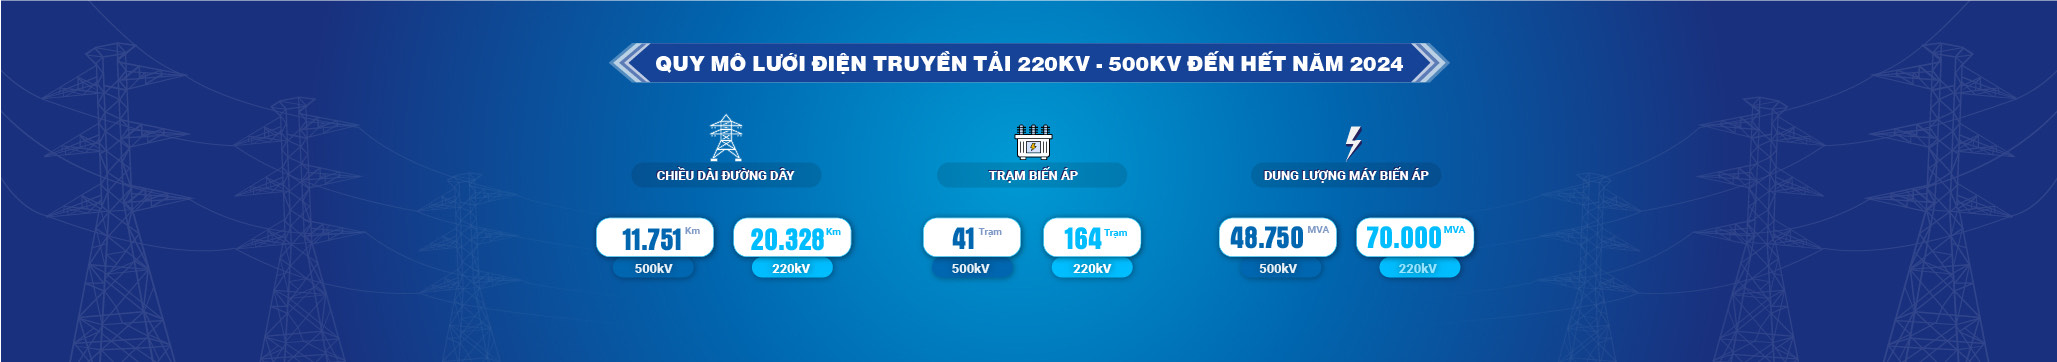 QUY MÔ LƯỚI ĐIỆN TRUYỀN TẢI 220KV - 500KV ĐẾN HẾT NĂM 2024
CHIỀU DÀI ĐƯỜNG DÂY
11.751 Km
500kV
20.328 Km
220kV
TRẠM BIẾN ÁP
41 Trạm
500kV
164 Trạm
220kV
DUNG LƯỢNG MÁY BIẾN ÁP
48.750 MVA
500kV
70.000 MVA
220kV